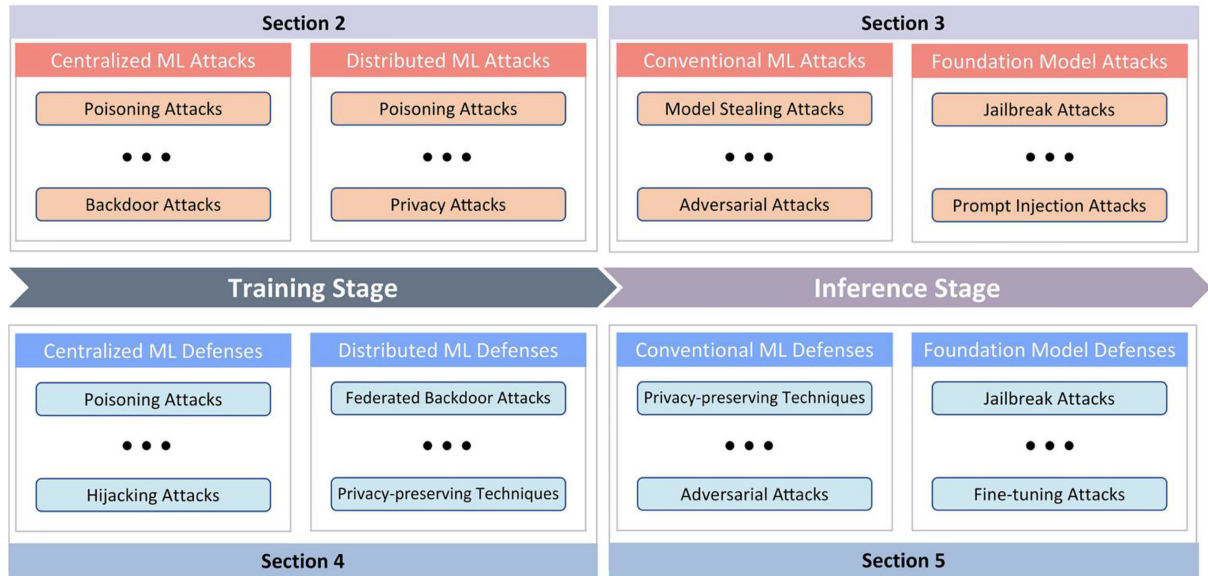 Section 2
Section 3
Centralized ML Attacks
Distributed ML Attacks
Conventional ML Attacks
Foundation Model Attacks
Poisoning Attacks
Poisoning Attacks
Model Stealing Attacks
Jailbreak Attacks
Backdoor Attacks
Privacy Attacks
Adversarial Attacks
Prompt Injection Attacks
Training Stage
Inference Stage
Centralized ML Defenses
Distributed ML Defenses
Conventional ML Defenses
Foundation Model Defenses
Poisoning Attacks
Federated Backdoor Attacks
Privacy-preserving Techniques
Jailbreak Attacks
Hijacking Attacks
Privacy-preserving Techniques
Adversarial Attacks
Fine-tuning Attacks
Section 4
Section 5